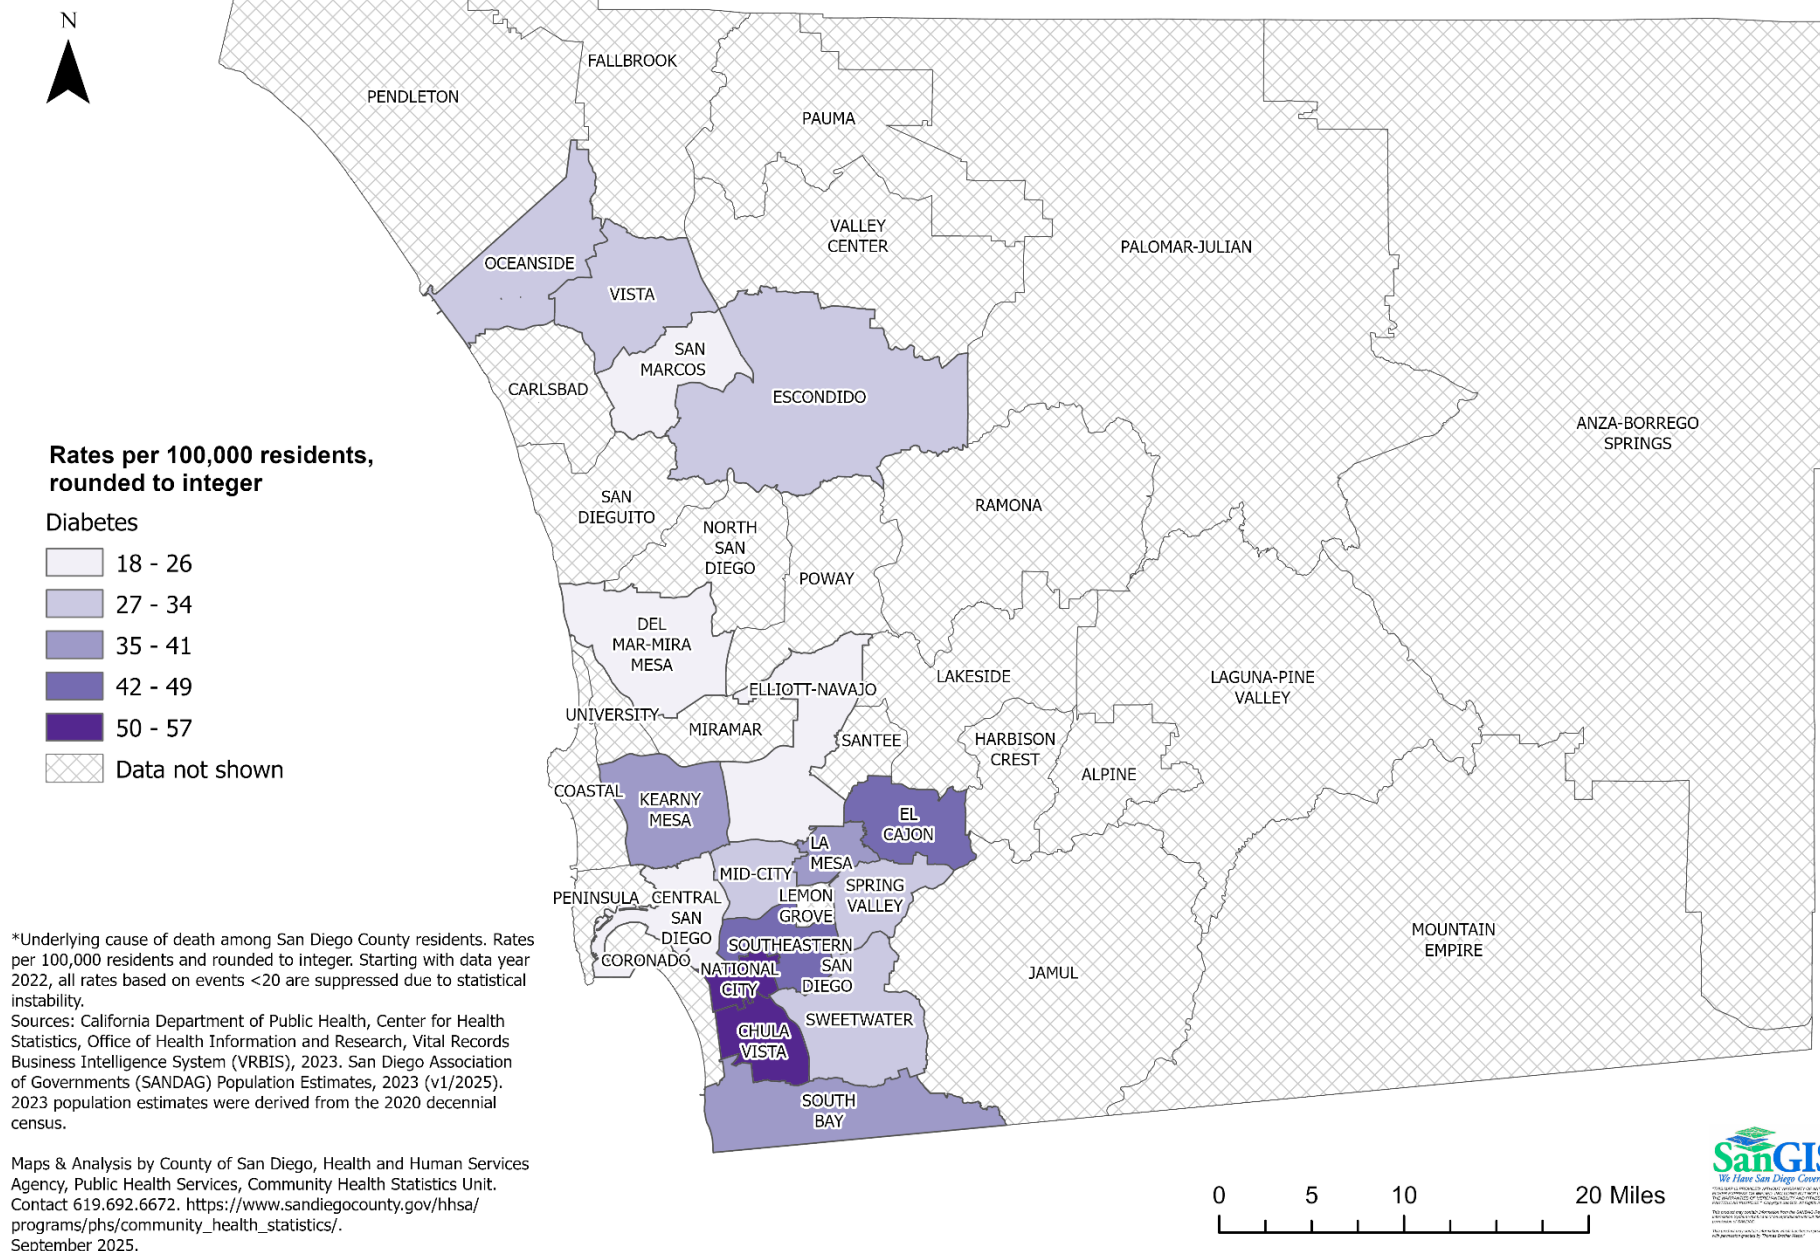 N
FALLBROOK
PENDLETON
PAUMA
VALLEY
CENTER
PALOMAR-JULIAN
OCEANSIDE
VISTA
SAN
MARCOS
CARLSBAD
ESCONDIDO
ANZA-BORREGO
SPRINGS
Rates per 100,000 residents,
rounded to integer
Diabetes
18 - 26
27 - 34
35 - 41
42 - 49
50 - 57
Data not shown
SAN
DIEGUITO
NORTH
SAN
DIEGO
RAMONA
POWAY
DEL
MAR-MIRA
MESA
ELLIOTT-NAVAJO
LAKESIDE
LAGUNA-PINE
VALLEY
UNIVERSITY
MIRAMAR
SANTEE
HARBISON
CREST
ALPINE
COASTAL
KEARNY
MESA
EL
CAJON
LA
MESA
MID-CITY
SPRING
VALLEY
LEMON
GROVE
PENINSULA
CENTRAL
SAN
DIEGO
SOUTHEASTERN
SAN
DIEGO
CORONADO
NATIONAL
CITY
JAMUL
MOUNTAIN
EMPIRE
SWEETWATER
CHULA
VISTA
SOUTH
BAY
*Underlying cause of death among San Diego County residents. Rates
per 100,000 residents and rounded to integer. Starting with data year
2022, all rates based on events <20 are suppressed due to statistical
instability.
Sources: California Department of Public Health, Center for Health
Statistics, Office of Health Information and Research, Vital Records
Business Intelligence System (VRBIS), 2023. San Diego Association
of Governments (SANDAG) Population Estimates, 2023 (v1/2025).
2023 population estimates were derived from the 2020 decennial
census.
Maps & Analysis by County of San Diego, Health and Human Services
Agency, Public Health Services, Community Health Statistics Unit.
Contact 619.692.6672. https://www.sandiegocounty.gov/hhsa/
programs/phs/community_health_statistics/.
September 2025.
0 5 10 20 Miles
SanGIS
We Have San Diego Cover